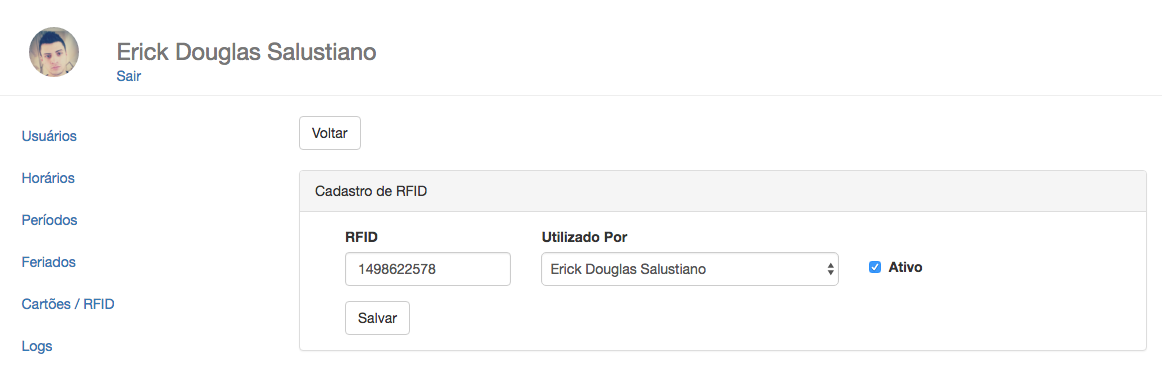 Erick Douglas Salustiano
Sair
Usuários
Horários
Períodos
Feriados
Cartões / RFID
Logs
Voltar
Cadastro de RFID
RFID
Utilizado Por
1498622578
Erick Douglas Salustiano
Ativo
Salvar